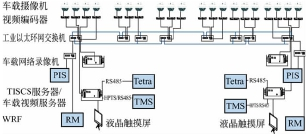 车载摄像机
视频编码器
工业以太网交换机
车载网络录像机
PIS
PIS
RS485
Tetra
Tetra
RS485
TISCS服务器/
车载视频服务器
HPTS/RS485
TMS
TMS
HPTS/RS485
WRF
RM
液晶触摸屏
液晶触摸屏
RM